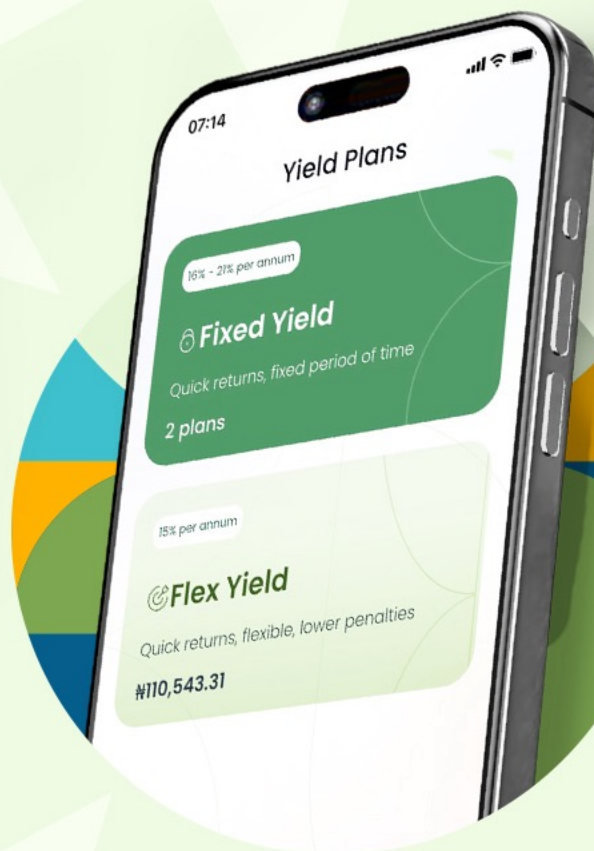 07:14
Yield Plans
16% - 21% per annum
Fixed Yield
Quick returns, fixed period of time
2 plans
15% per annum
Flex Yield
Quick returns, flexible, lower penalties
₦110,543.31